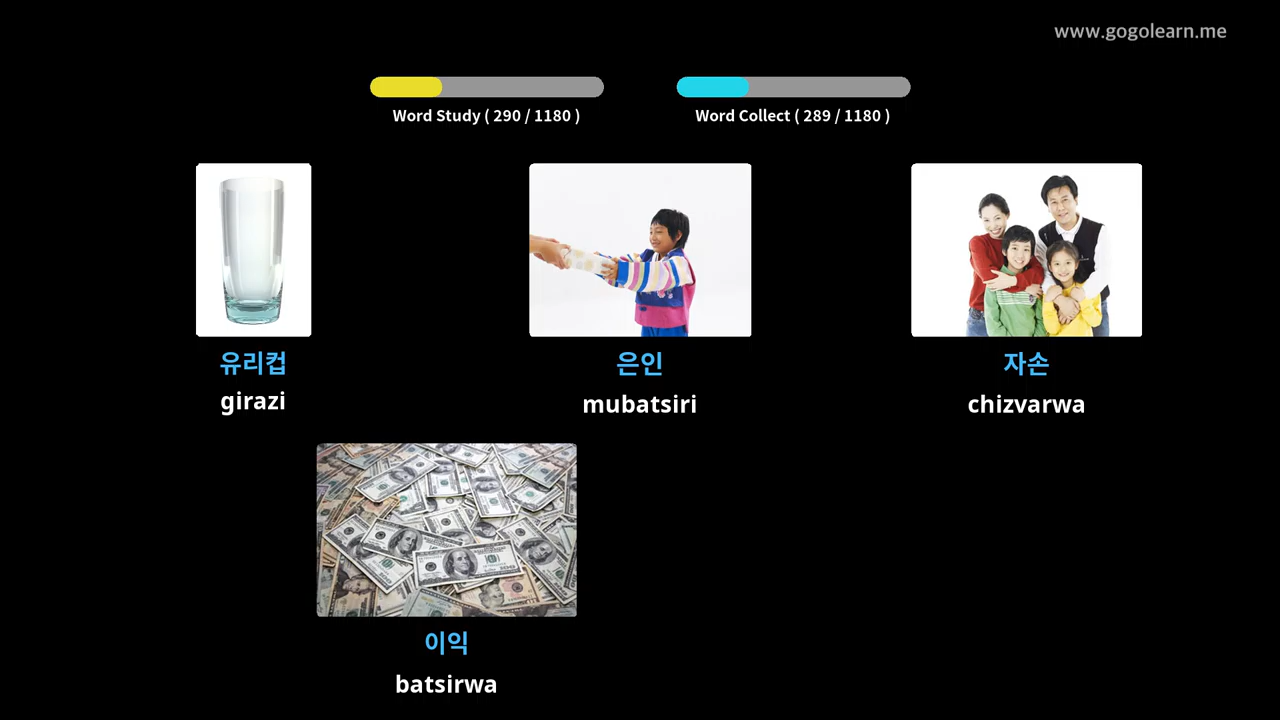 www.gogolearn.me
Word Study ( 290 / 1180 )
Word Collect ( 289 / 1180 )
유리컵
girazi
은인
mubatsiri
자손
chizvarwa
이익
batsirwa